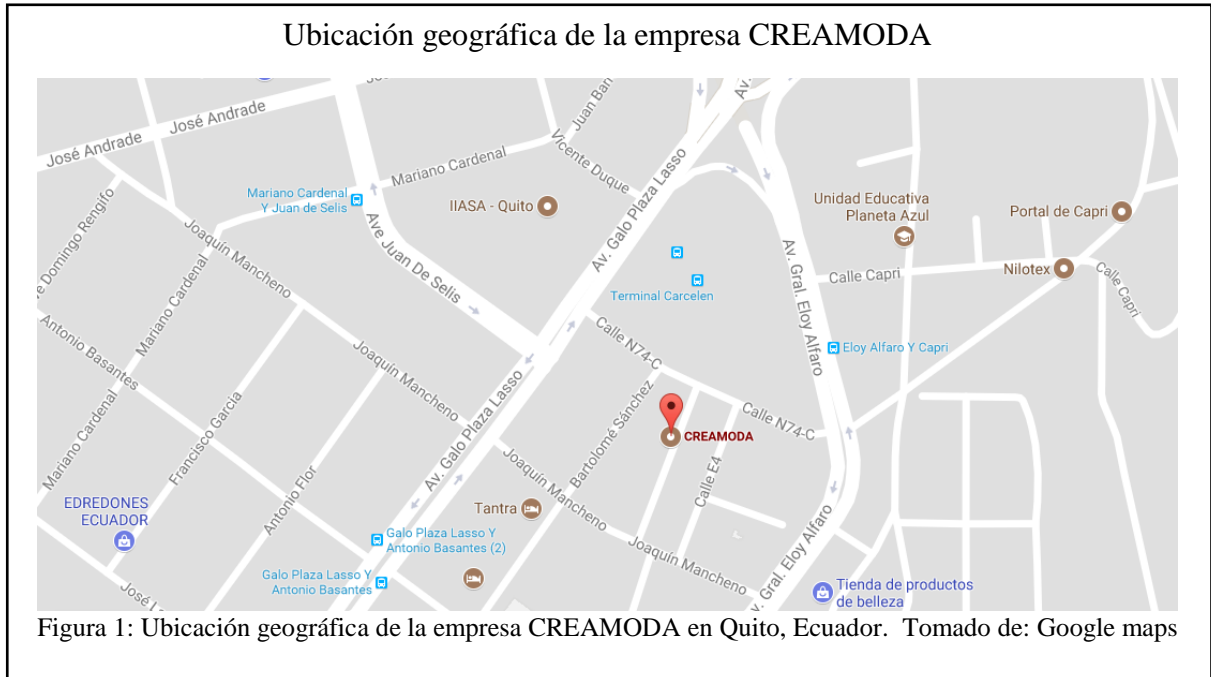 Ubicación geográfica de la empresa CREAMODA
José Andrade
José Andrade
Juan Ban
Av.
Vicente Duque
Mariano Cardenal
Mariano Cardenal
Y Juan de Selis
IIASA - Quito
Av. Galo Plaza Lasso
Unidad Educativa
Planeta Azul
Portal de Capri
Domingo Rengifo
Joaquín Mancheno
Ave Juan De Selis
Terminal Carcelen
Av. Gral. Eloy Alfaro
Calle Capri
Nilotex
Calle Capri
Mariano Cardenal
Antonio Basantes
Joaquín Mancheno
Calle N74-C
Eloy Alfaro Y Capri
Av. Galo Plaza Lasso
Bartolomé Sánchez
Calle N74-C
CREAMODA
Mariano Cardenal
Francisco García
Antonio Flor
Joaquín Mancheno
Calle E4
EDREDONES
ECUADOR
Tantra
Galo Plaza Lasso Y
Antonio Basantes (2)
Joaquín Mancheno
Gral. Eloy Alfaro
Galo Plaza Lasso Y
Antonio Basantes
José L
Tienda de productos
de belleza
Figura 1: Ubicación geográfica de la empresa CREAMODA en Quito, Ecuador. Tomado de: Google maps